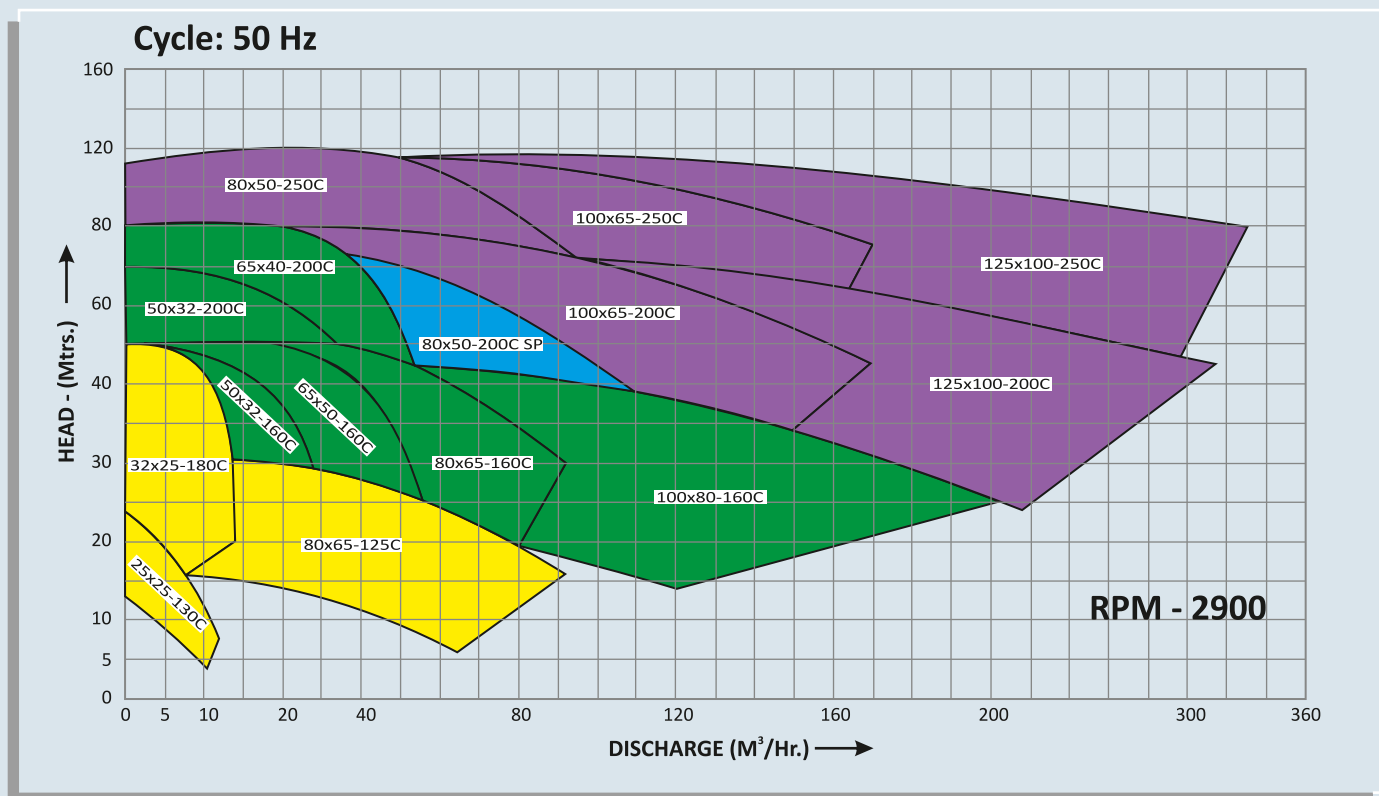 Cycle: 50 Hz
160
120
80
60
40
30
20
10
5
0
HEAD - (Mtrs.)
80x50-250C
100x65-250C
125x100-250C
65x40-200C
50x32-200C
100x65-200C
80x50-200C SP
125x100-200C
50x32-160C
65x50-160C
32x25-180C
80x65-160C
100x80-160C
80x65-125C
25x25-130C
RPM - 2900
0 5 10 20 40 80 120 160 200 300 360
DISCHARGE (M³/Hr.)